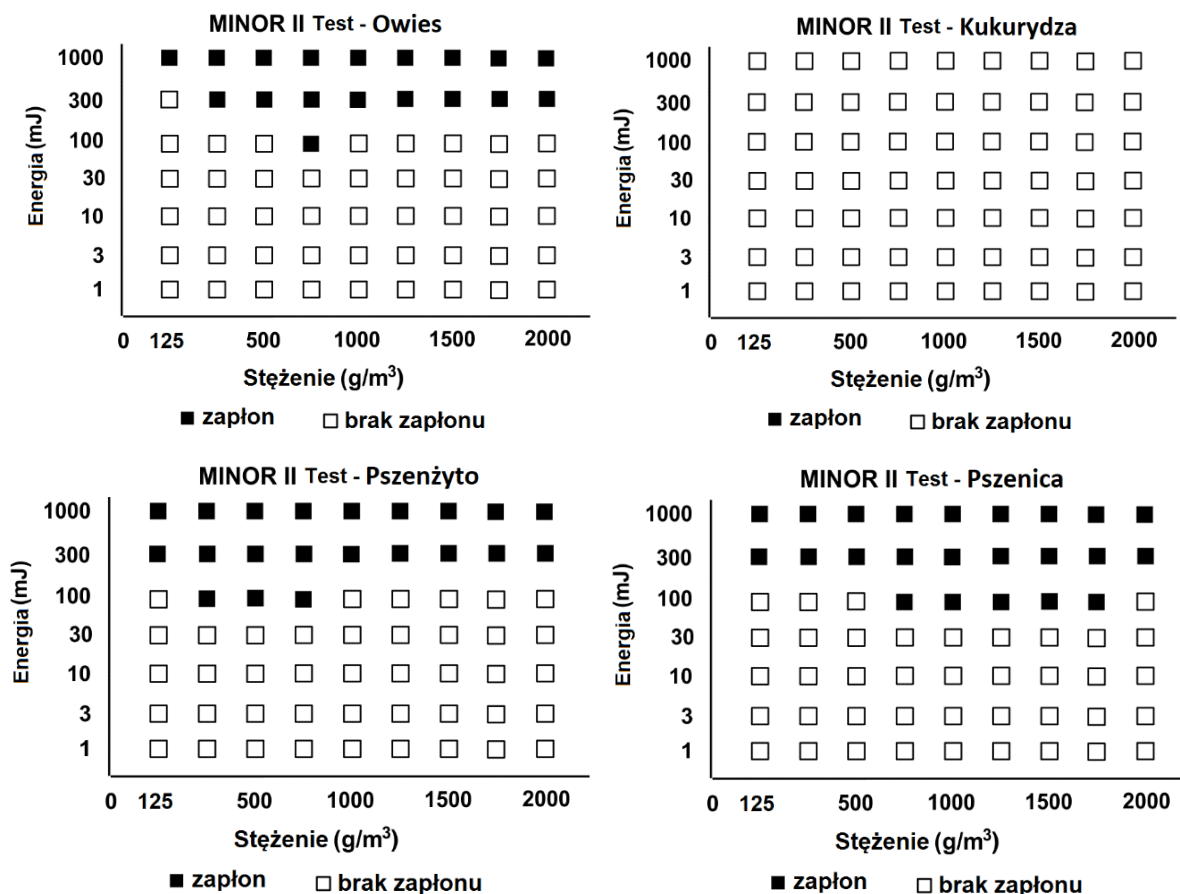 MINOR II Test - Owies
1000
300
100
30
10
3
1
Energia (mJ)
0 125 500 1000 1500 2000
Stężenie (g/m³)
zapłon brak zapłonu
MINOR II Test - Kukurydza
1000
300
100
30
10
3
1
Energia (mJ)
0 125 500 1000 1500 2000
Stężenie (g/m³)
zapłon brak zapłonu
MINOR II Test - Pszenżyto
1000
300
100
30
10
3
1
Energia (mJ)
0 125 500 1000 1500 2000
Stężenie (g/m³)
zapłon brak zapłonu
MINOR II Test - Pszenica
1000
300
100
30
10
3
1
Energia (mJ)
0 125 500 1000 1500 2000
Stężenie (g/m³)
zapłon brak zapłonu